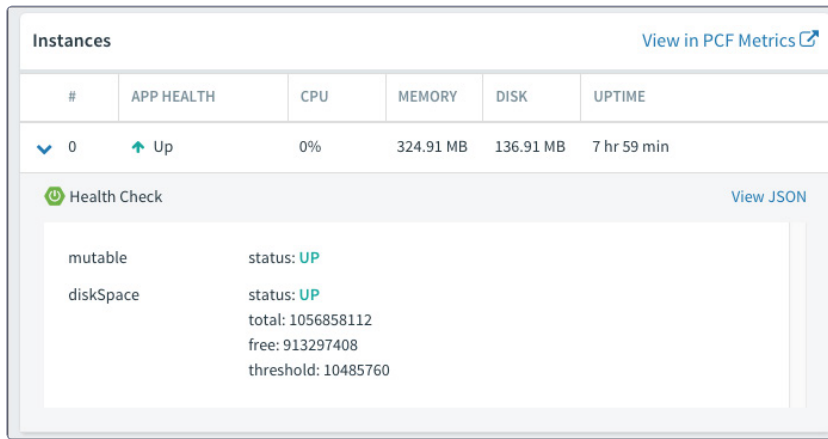 Instances
View in PCF Metrics
# APP HEALTH CPU MEMORY DISK UPTIME
0 Up 0% 324.91 MB 136.91 MB 7 hr 59 min
Health Check
View JSON
mutable status: UP
diskSpace status: UP
total: 1056858112
free: 913297408
threshold: 10485760